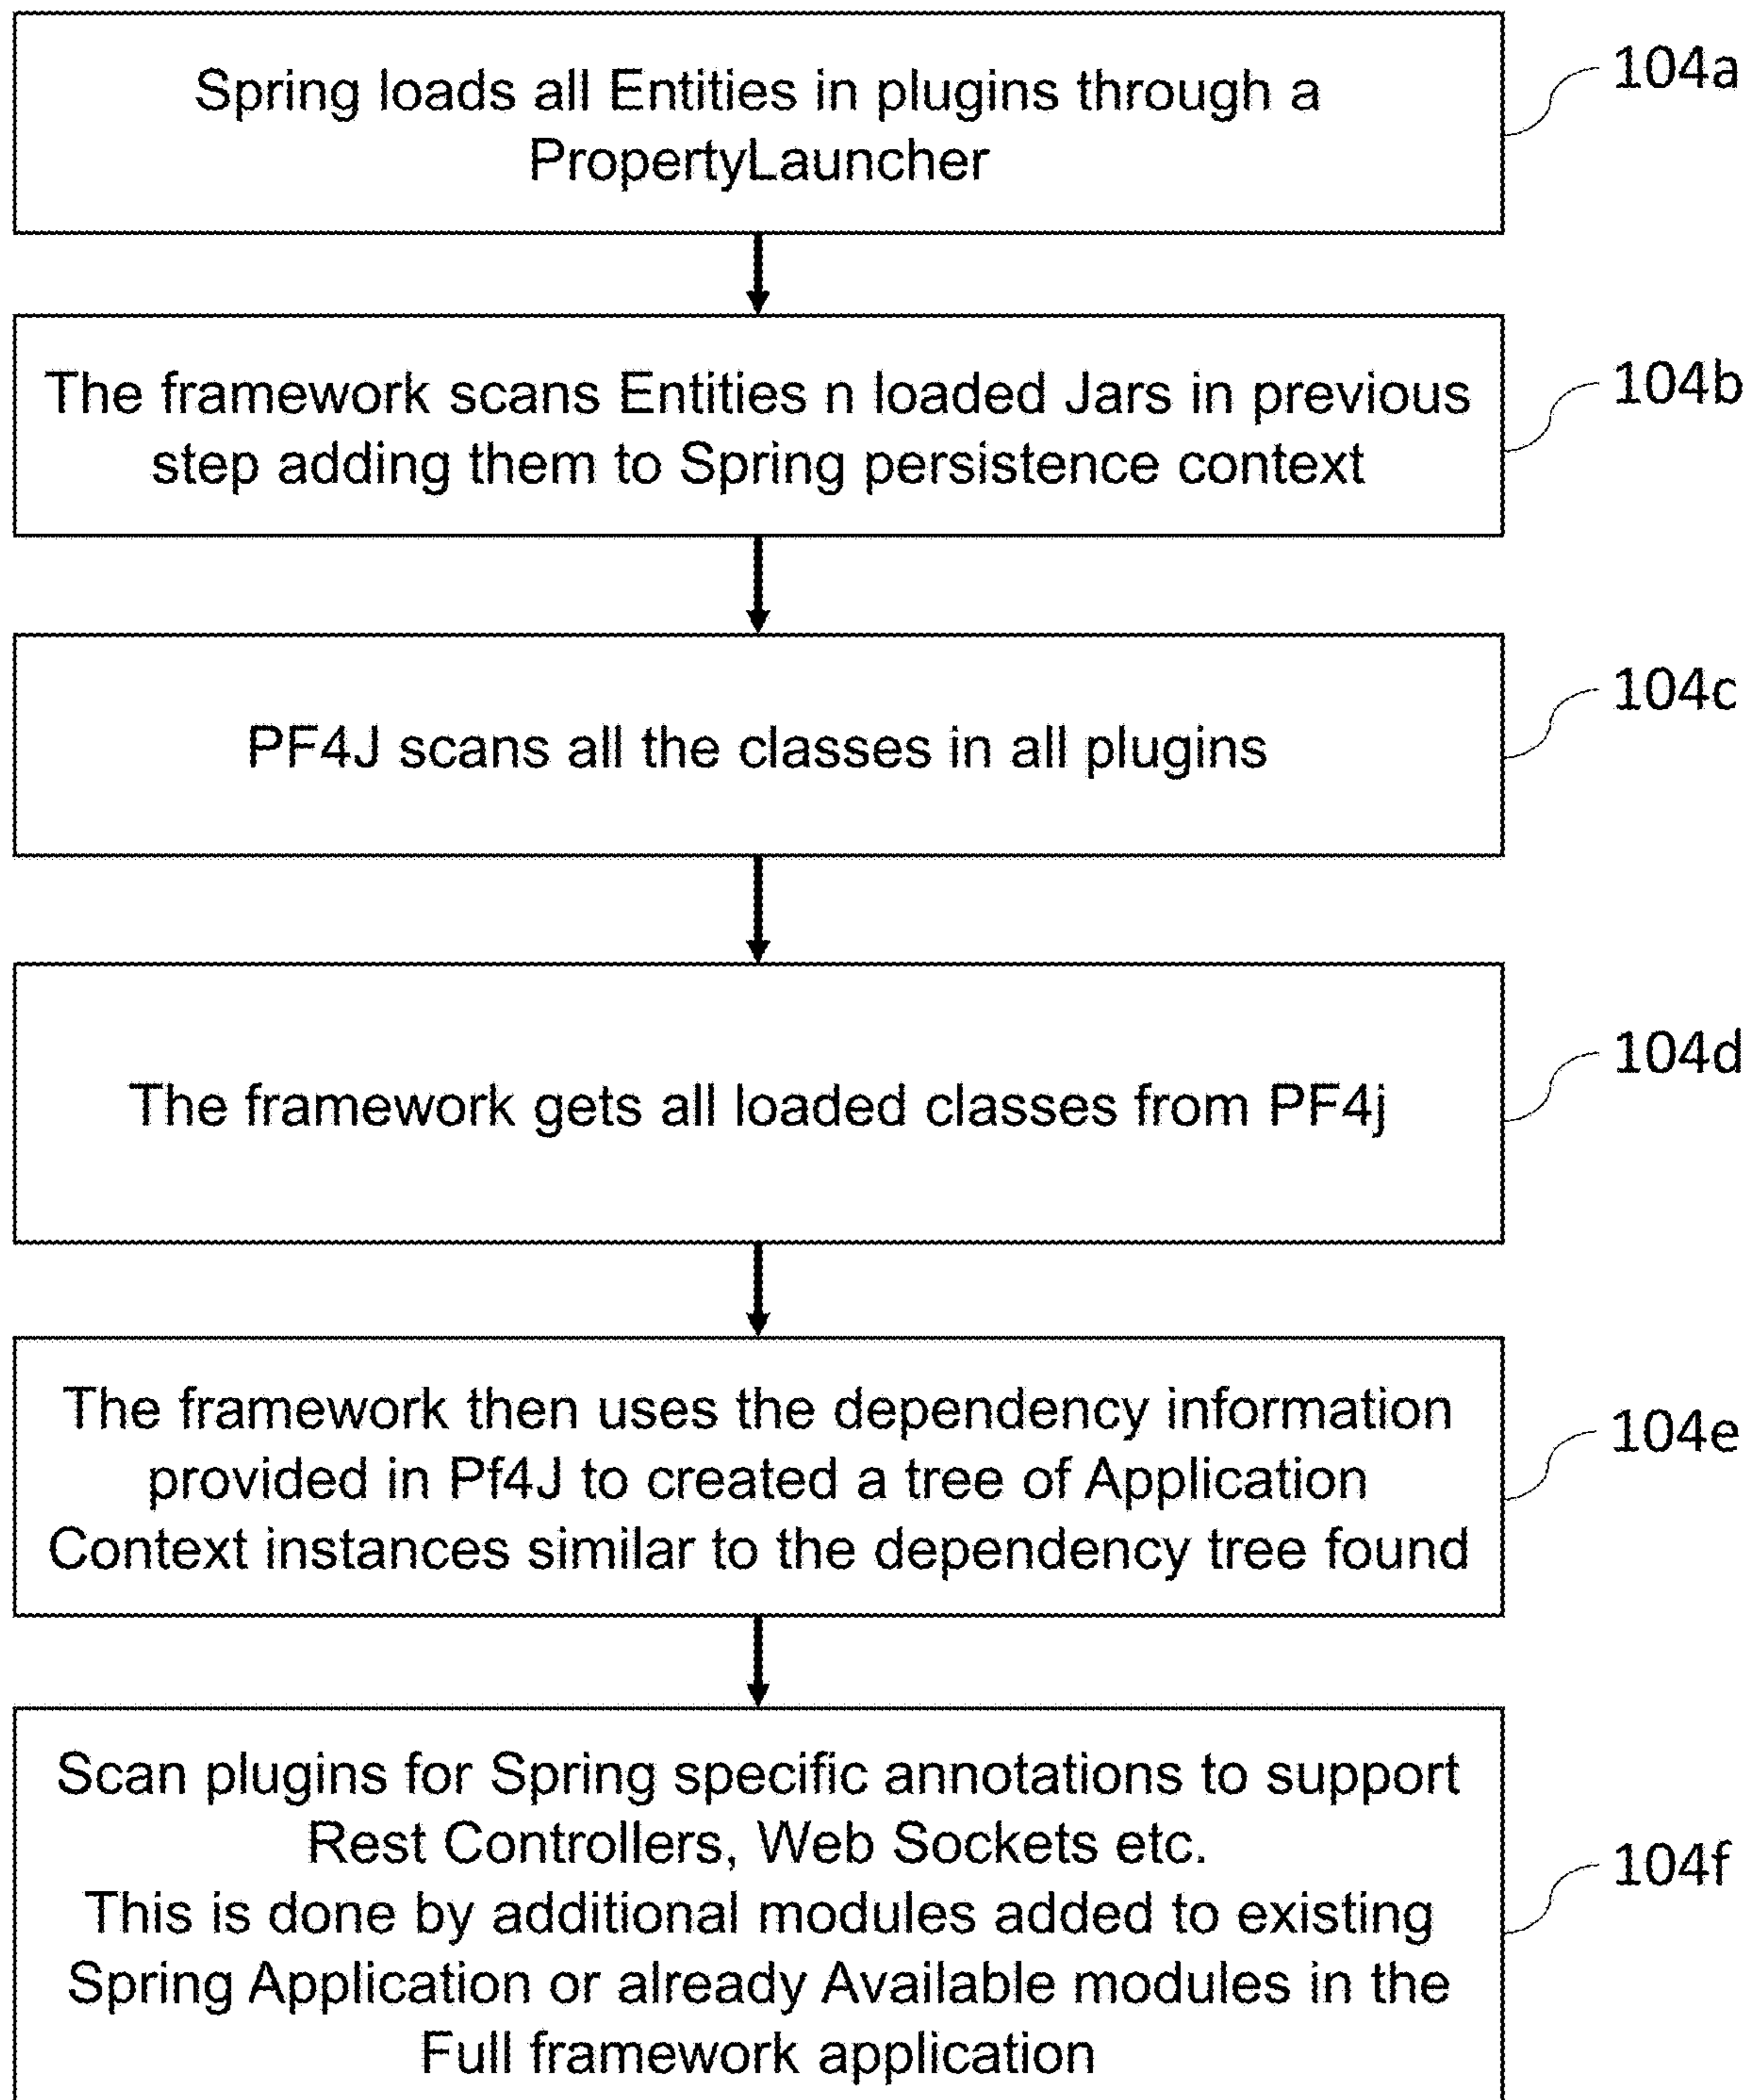 Spring loads all Entities in plugins through a
PropertyLauncher
104a
The framework scans Entities n loaded Jars in previous
step adding them to Spring persistence context
104b
PF4J scans all the classes in all plugins
104c
The framework gets all loaded classes from PF4j
104d
The framework then uses the dependency information
provided in Pf4J to created a tree of Application
Context instances similar to the dependency tree found
104e
Scan plugins for Spring specific annotations to support
Rest Controllers, Web Sockets etc.
This is done by additional modules added to existing
Spring Application or already Available modules in the
Full framework application
104f